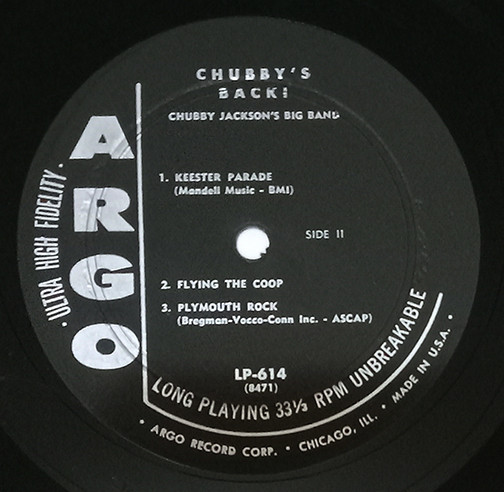 CHUBBY'S
BACK!
CHUBBY JACKSON'S BIG BAND
ARGO
· ULTRA HIGH FIDELITY ·
1. KEESTER PARADE
(Mandell Music - BMI)
SIDE II
2. FLYING THE COOP
3. PLYMOUTH ROCK
(Bregman-Vocco-Conn Inc. - ASCAP)
LP-614
(8471)
LONG PLAYING 33⅓ RPM UNBREAKABLE
· ARGO RECORD CORP. · CHICAGO, ILL. · MADE IN U.S.A. ·